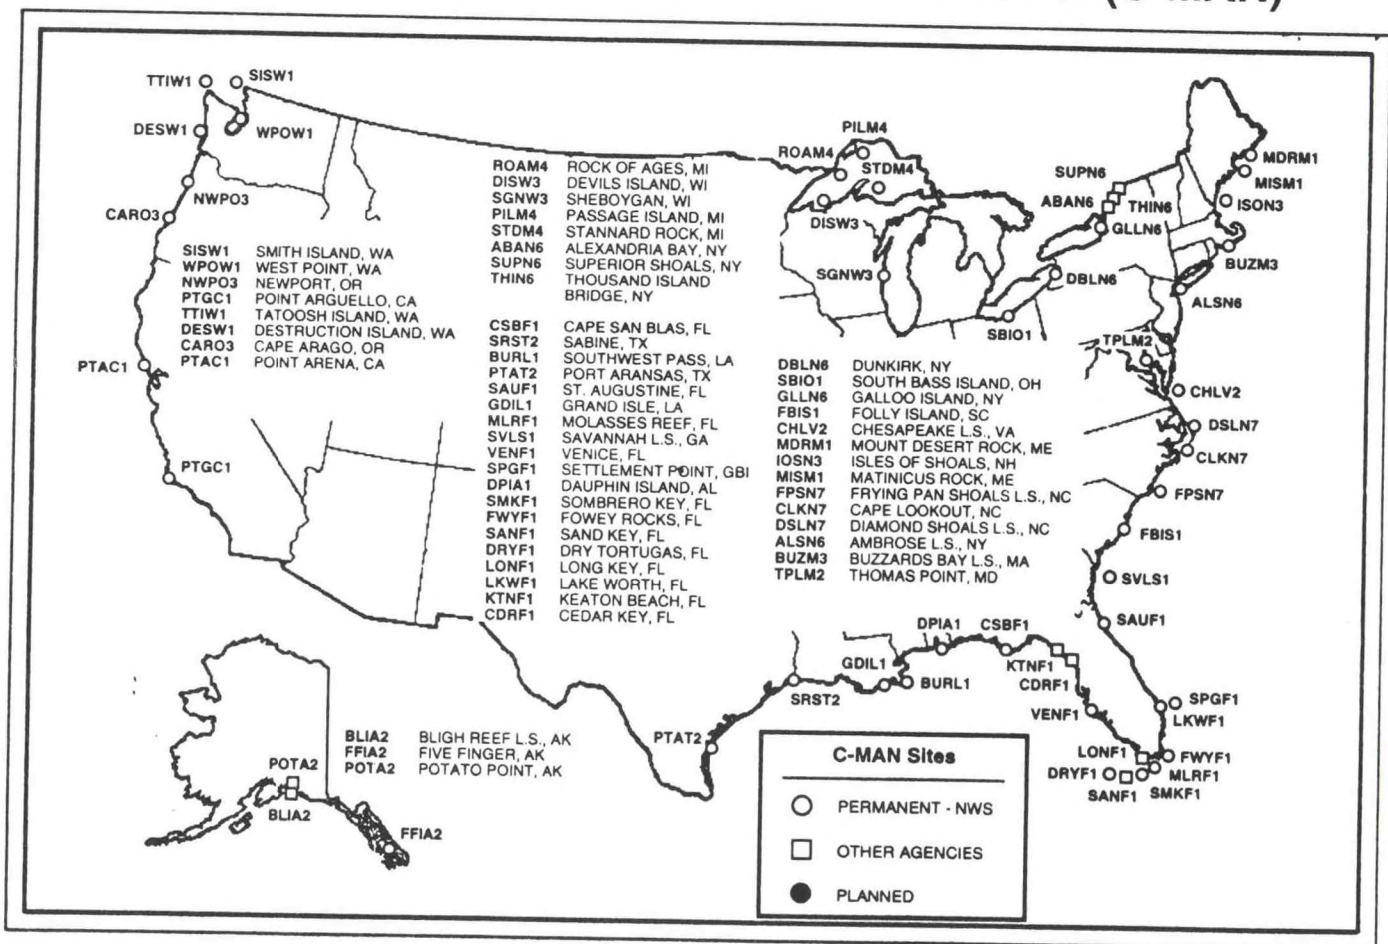 TTIW1
SISW1
DESW1
WPOW1
NWPO3
CARO3
SISW1 SMITH ISLAND, WA
WPOW1 WEST POINT, WA
NWPO3 NEWPORT, OR
PTGC1 POINT ARGUELLO, CA
TTIW1 TATOOSH ISLAND, WA
DESW1 DESTRUCTION ISLAND, WA
CARO3 CAPE ARAGO, OR
PTAC1 POINT ARENA, CA
PTAC1
PTGC1
ROAM4 ROCK OF AGES, MI
DISW3 DEVILS ISLAND, WI
SGNW3 SHEBOYGAN, WI
PILM4 PASSAGE ISLAND, MI
STDM4 STANNARD ROCK, MI
ABAN6 ALEXANDRIA BAY, NY
SUPN6 SUPERIOR SHOALS, NY
THIN6 THOUSAND ISLAND
BRIDGE, NY
CSBF1 CAPE SAN BLAS, FL
SRST2 SABINE, TX
BURL1 SOUTHWEST PASS, LA
PTAT2 PORT ARANSAS, TX
SAUF1 ST. AUGUSTINE, FL
GDIL1 GRAND ISLE, LA
MLRF1 MOLASSES REEF, FL
SVLS1 SAVANNAH L.S., GA
VENF1 VENICE, FL
SPGF1 SETTLEMENT POINT, GBI
DPIA1 DAUPHIN ISLAND, AL
SMKF1 SOMBRERO KEY, FL
FWYF1 FOWEY ROCKS, FL
SANF1 SAND KEY, FL
DRYF1 DRY TORTUGAS, FL
LONF1 LONG KEY, FL
LKWF1 LAKE WORTH, FL
KTNF1 KEATON BEACH, FL
CDRF1 CEDAR KEY, FL
PILM4
ROAM4
STDM4
DISW3
SGNW3
SUPN6
ABAN6
THIN6
GLLN6
DBLN6
SBIO1
MDRM1
MISM1
ISON3
BUZM3
ALSN6
TPLM2
CHLV2
DSLN7
CLKN7
FPSN7
FBIS1
SVLS1
SAUF1
DBLN6 DUNKIRK, NY
SBIO1 SOUTH BASS ISLAND, OH
GLLN6 GALLOO ISLAND, NY
FBIS1 FOLLY ISLAND, SC
CHLV2 CHESAPEAKE L.S., VA
MDRM1 MOUNT DESERT ROCK, ME
IOSN3 ISLES OF SHOALS, NH
MISM1 MATINICUS ROCK, ME
FPSN7 FRYING PAN SHOALS L.S., NC
CLKN7 CAPE LOOKOUT, NC
DSLN7 DIAMOND SHOALS L.S., NC
ALSN6 AMBROSE L.S., NY
BUZM3 BUZZARDS BAY L.S., MA
TPLM2 THOMAS POINT, MD
DPIA1
CSBF1
GDIL1
BURL1
KTNF1
CDRF1
SRST2
VENF1
SPGF1
LKWF1
PTAT2
LONF1
FWYF1
DRYF1
MLRF1
SANF1
SMKF1
BLIA2 BLIGH REEF L.S., AK
FFIA2 FIVE FINGER, AK
POTA2 POTATO POINT, AK
POTA2
BLIA2
FFIA2
C-MAN Sites
PERMANENT - NWS
OTHER AGENCIES
PLANNED